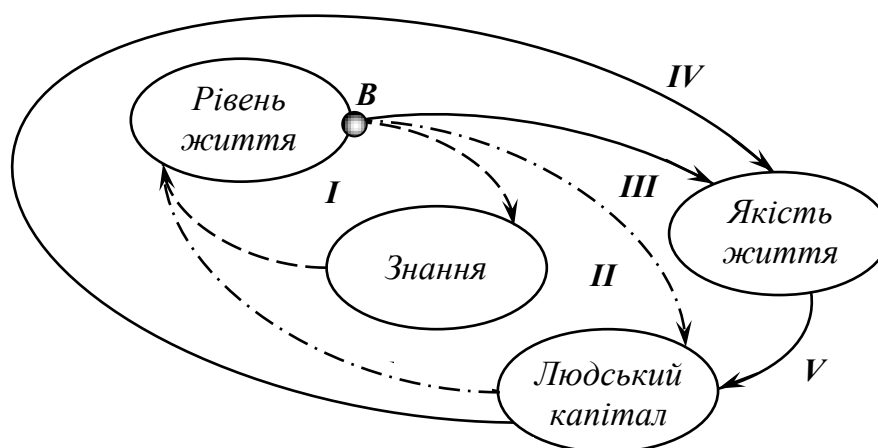 IV
B
Рівень
життя
III
I
Якість
життя
Знання
II
V
Людський
капітал